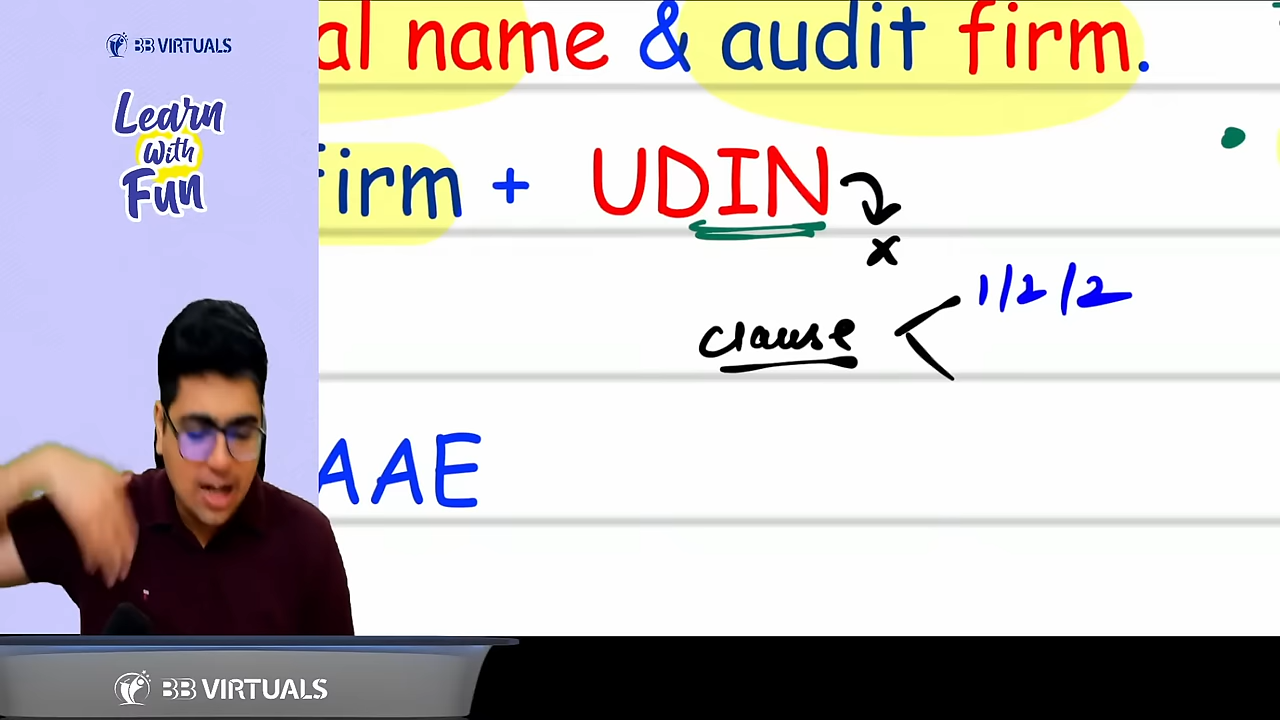 BB VIRTUALS
Learn
With
Fun
al name & audit firm.
firm + UDIN
x
clause < 1/2/2
AAE
BB VIRTUALS